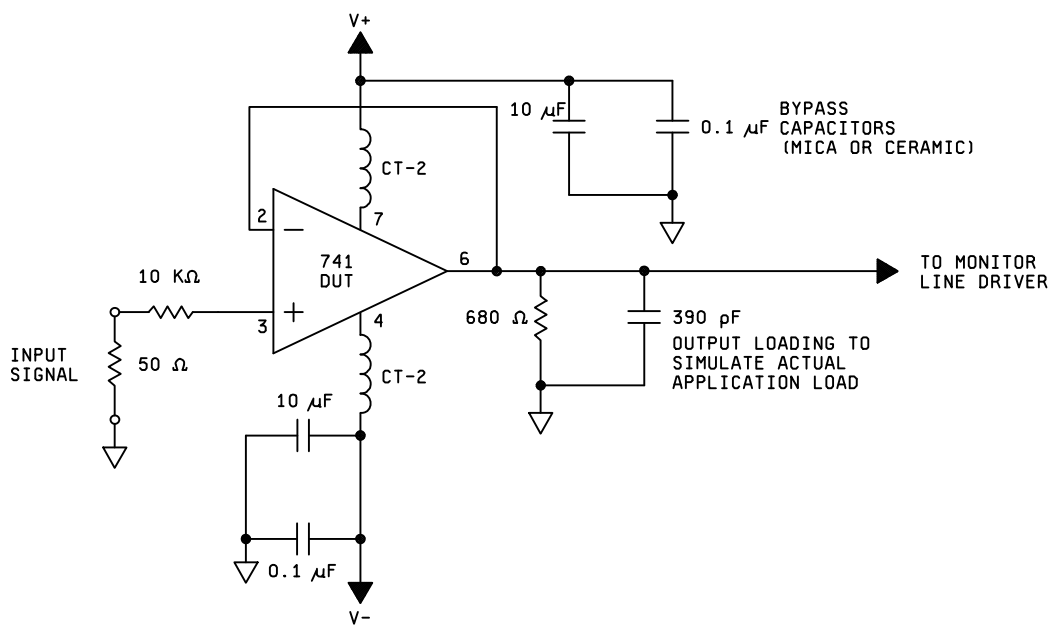 V+
10 µF
0.1 µF
BYPASS
CAPACITORS
(MICA OR CERAMIC)
CT-2
2
7
741
DUT
6
TO MONITOR
LINE DRIVER
10 KΩ
3
4
680 Ω
390 pF
OUTPUT LOADING TO
SIMULATE ACTUAL
APPLICATION LOAD
INPUT
SIGNAL
50 Ω
CT-2
10 µF
0.1 µF
V-